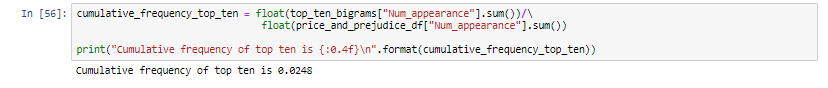 In [56]: cumulative_frequency_top_ten = float(top_ten_bigrams["Num_appearance"].sum())/\
float(price_and_prejudice_df["Num_appearance"].sum())
print("Cumulative frequency of top ten is {:0.4f}\n".format(cumulative_frequency_top_ten))
Cumulative frequency of top ten is 0.0248